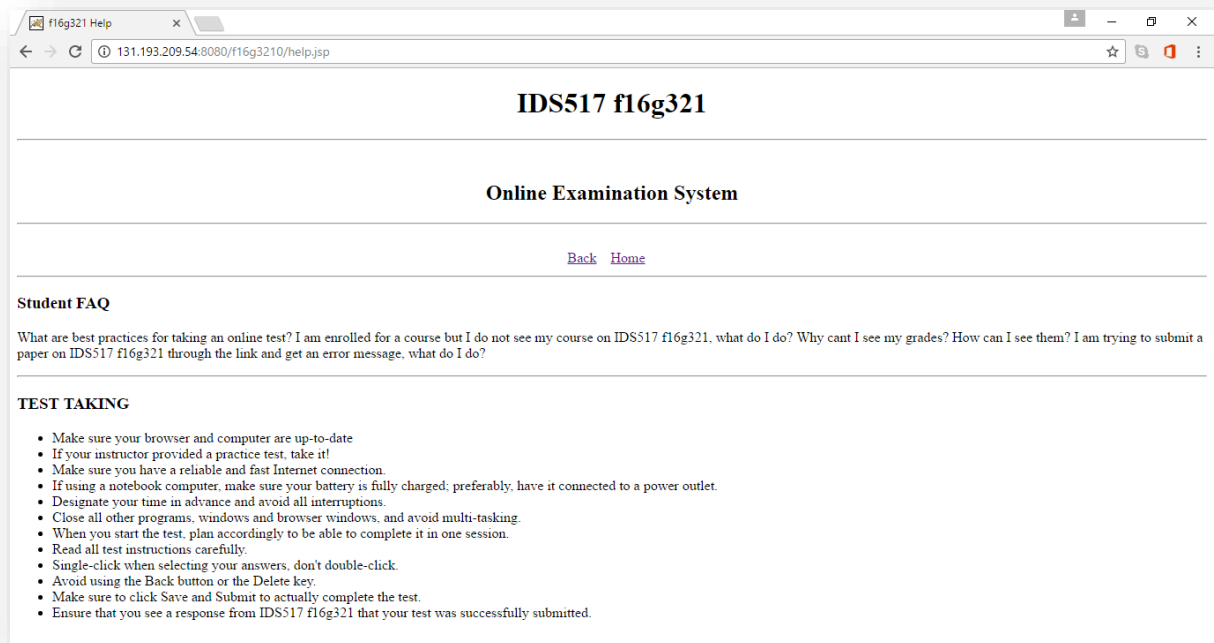 f16g321 Help
131.193.209.54:8080/f16g3210/help.jsp
IDS517 f16g321
Online Examination System
Back Home
Student FAQ
What are best practices for taking an online test? I am enrolled for a course but I do not see my course on IDS517 f16g321, what do I do? Why cant I see my grades? How can I see them? I am trying to submit a
paper on IDS517 f16g321 through the link and get an error message, what do I do?
TEST TAKING
• Make sure your browser and computer are up-to-date
• If your instructor provided a practice test, take it!
• Make sure you have a reliable and fast Internet connection.
• If using a notebook computer, make sure your battery is fully charged; preferably, have it connected to a power outlet.
• Designate your time in advance and avoid all interruptions.
• Close all other programs, windows and browser windows, and avoid multi-tasking.
• When you start the test, plan accordingly to be able to complete it in one session.
• Read all test instructions carefully.
• Single-click when selecting your answers, don't double-click.
• Avoid using the Back button or the Delete key.
• Make sure to click Save and Submit to actually complete the test.
• Ensure that you see a response from IDS517 f16g321 that your test was successfully submitted.